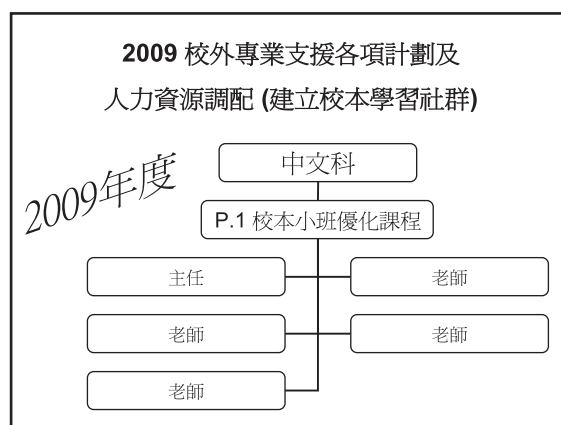 2009 校外專業支援各項計劃及
人力資源調配 (建立校本學習社群)
2009年度
中文科
P.1 校本小班優化課程
主任
老師
老師
老師
老師